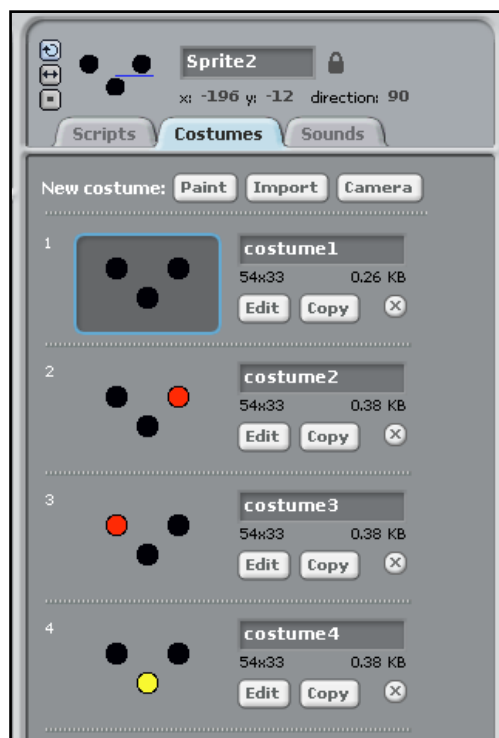 Sprite2
x: -196 y: -12 direction: 90
Scripts Costumes Sounds
New costume: Paint Import Camera
1 costume1
54x33 0.26 KB
Edit Copy
2 costume2
54x33 0.38 KB
Edit Copy
3 costume3
54x33 0.38 KB
Edit Copy
4 costume4
54x33 0.38 KB
Edit Copy